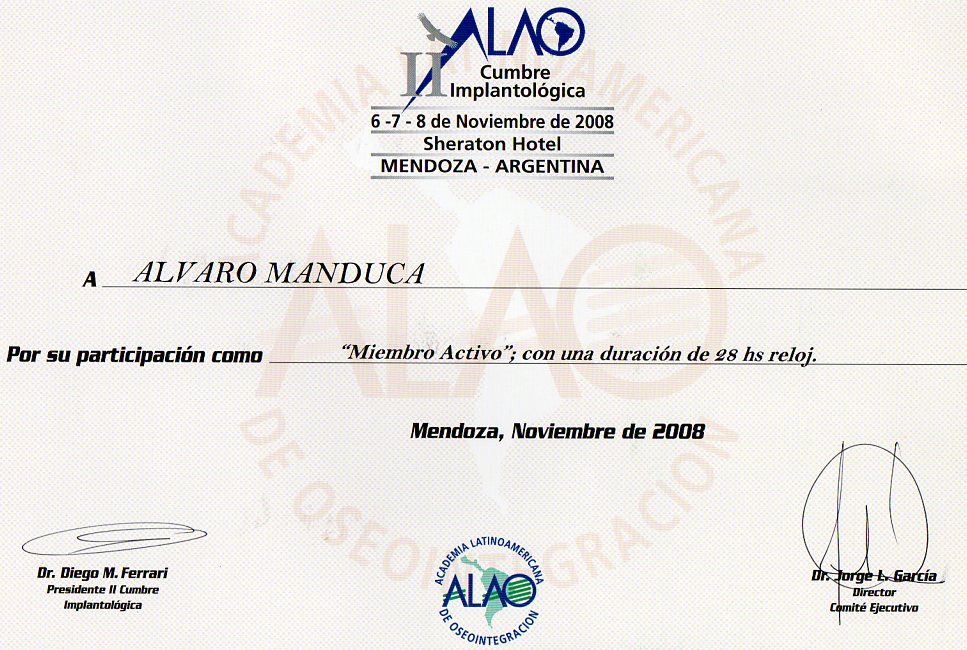 ALAO
II
Cumbre
Implantológica
6 -7 - 8 de Noviembre de 2008
Sheraton Hotel
MENDOZA - ARGENTINA
ACADEMIA LATINOAMERICANA
ALAO
DE OSEOINTEGRACION
A ALVARO MANDUCA
Por su participación como "Miembro Activo"; con una duración de 28 hs reloj.
Mendoza, Noviembre de 2008
Dr. Diego M. Ferrari
Presidente II Cumbre
Implantológica
ACADEMIA LATINOAMERICANA
ALAO
DE OSEOINTEGRACION
Dr. Jorge L. García
Director
Comité Ejecutivo